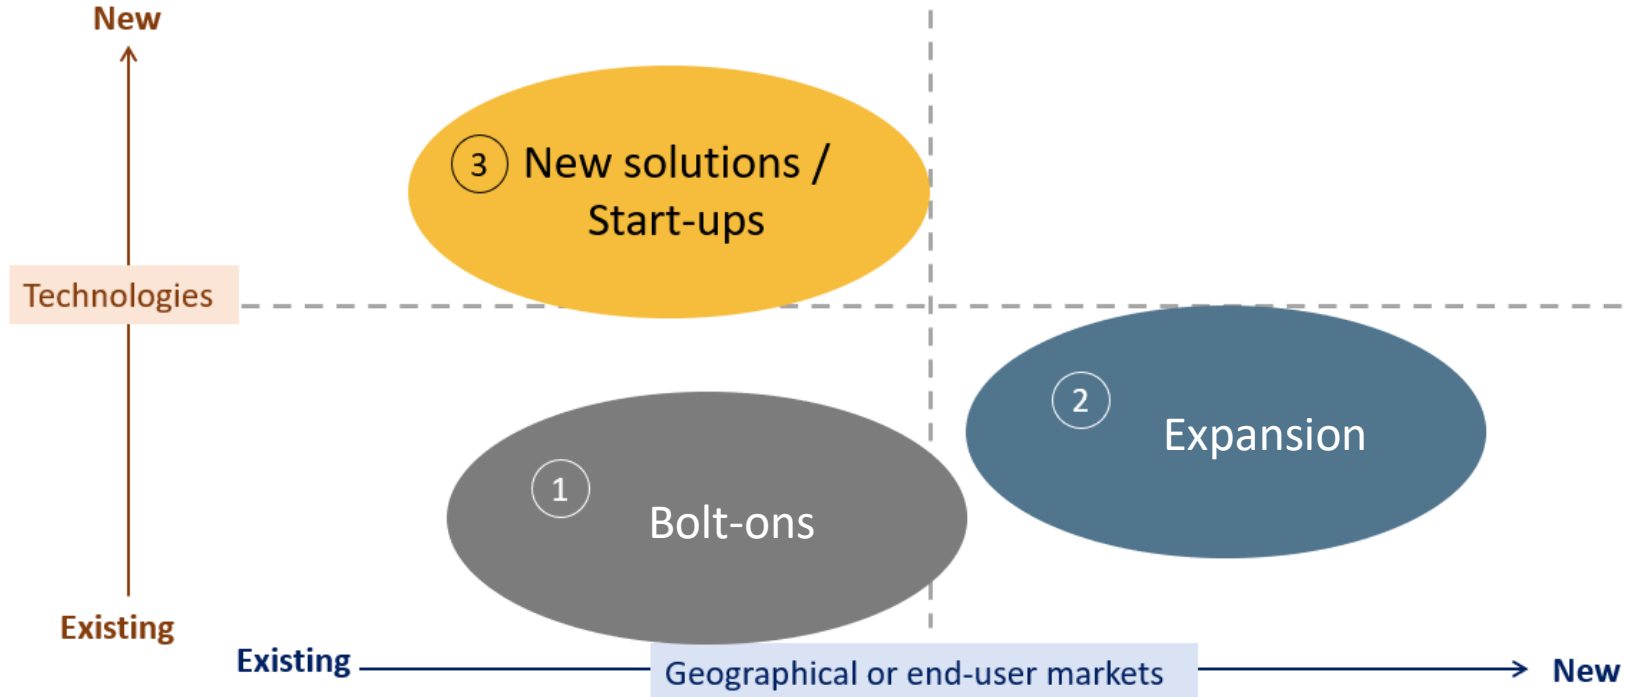 New
3 New solutions /
Start-ups
Technologies
2
Expansion
1
Bolt-ons
Existing
Existing
Geographical or end-user markets
New